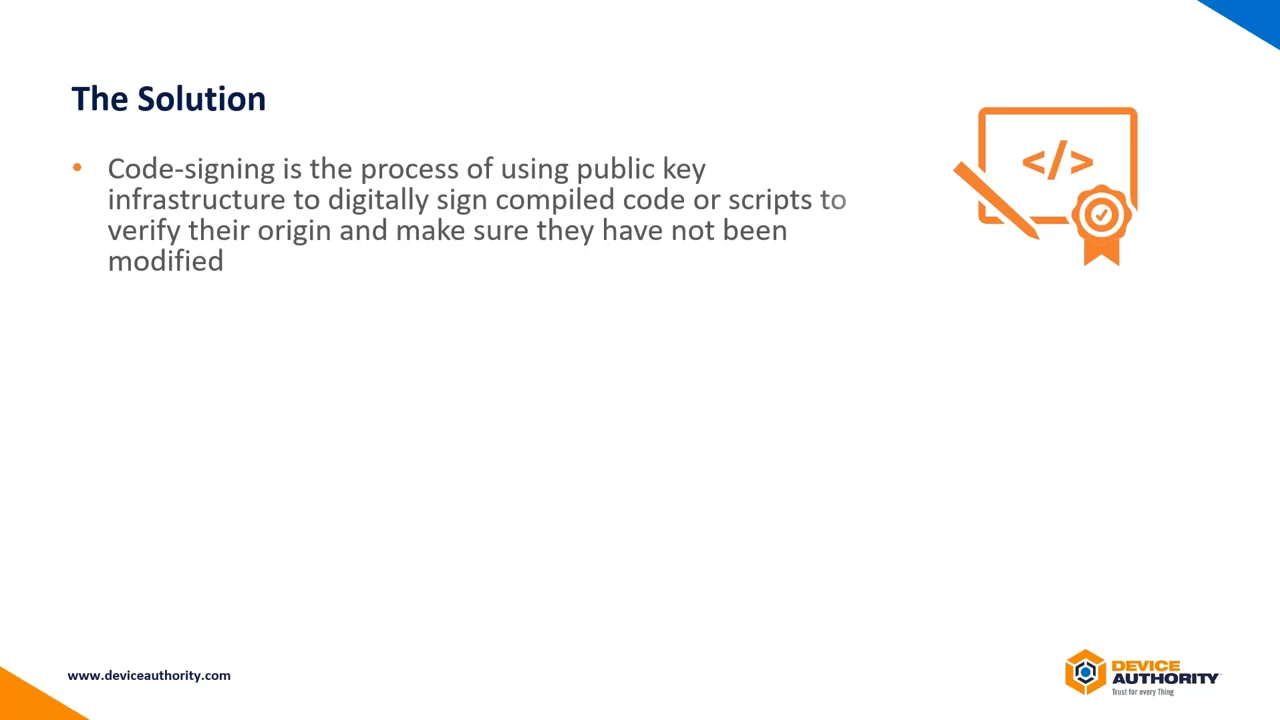 The Solution
• Code-signing is the process of using public key
infrastructure to digitally sign compiled code or scripts to
verify their origin and make sure they have not been
modified
</>
www.deviceauthority.com
DEVICE
AUTHORITY
Trust for every Thing